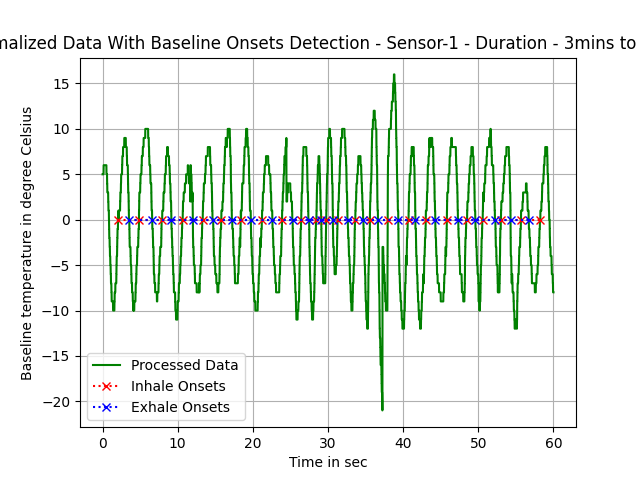 malized Data With Baseline Onsets Detection - Sensor-1 - Duration - 3mins to
Baseline temperature in degree Celsius
15
10
5
0
−5
−10
−15
−20
Processed Data
Inhale Onsets
Exhale Onsets
0 10 20 30 40 50 60
Time in sec